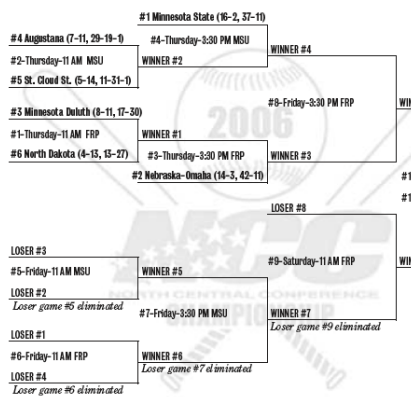 #1 Minnesota State (16-2, 37-11)
#4 Augustana (7-11, 29-19-1)
#4-Thursday-3:30 PM MSU
WINNER #4
#2-Thursday-11 AM MSU
WINNER #2
#5 St. Cloud St. (5-14, 11-31-1)
#8-Friday-3:30 PM FRP
#3 Minnesota Duluth (8-11, 17-30)
2006
#1-Thursday-11 AM FRP
WINNER #1
#6 North Dakota (4-13, 13-27)
#3-Thursday-3:30 PM FRP
WINNER #3
#2 Nebraska-Omaha (14-3, 42-11)
#1
#1
LOSER #8
NCC
LOSER #3
#5-Friday-11 AM MSU
WINNER #5
#9-Saturday-11 AM FRP
LOSER #2
NORTH CENTRAL CONFERENCE
Loser game #5 eliminated
CHAMPIONSHIP
#7-Friday-3:30 PM MSU
WINNER #7
Loser game #9 eliminated
LOSER #1
#6-Friday-11 AM FRP
WINNER #6
Loser game #7 eliminated
LOSER #4
Loser game #6 eliminated